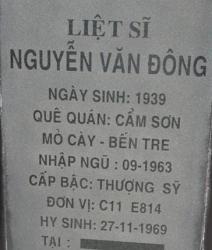 LIỆT SĨ
NGUYỄN VĂN ĐÔNG
NGÀY SINH: 1939
QUÊ QUÁN: CẨM SƠN
MỎ CÀY - BẾN TRE
NHẬP NGŨ : 09-1963
CẤP BẬC: THƯỢNG SỸ
ĐƠN VỊ: C11 E814
HY SINH: 27-11-1969
TẠI :